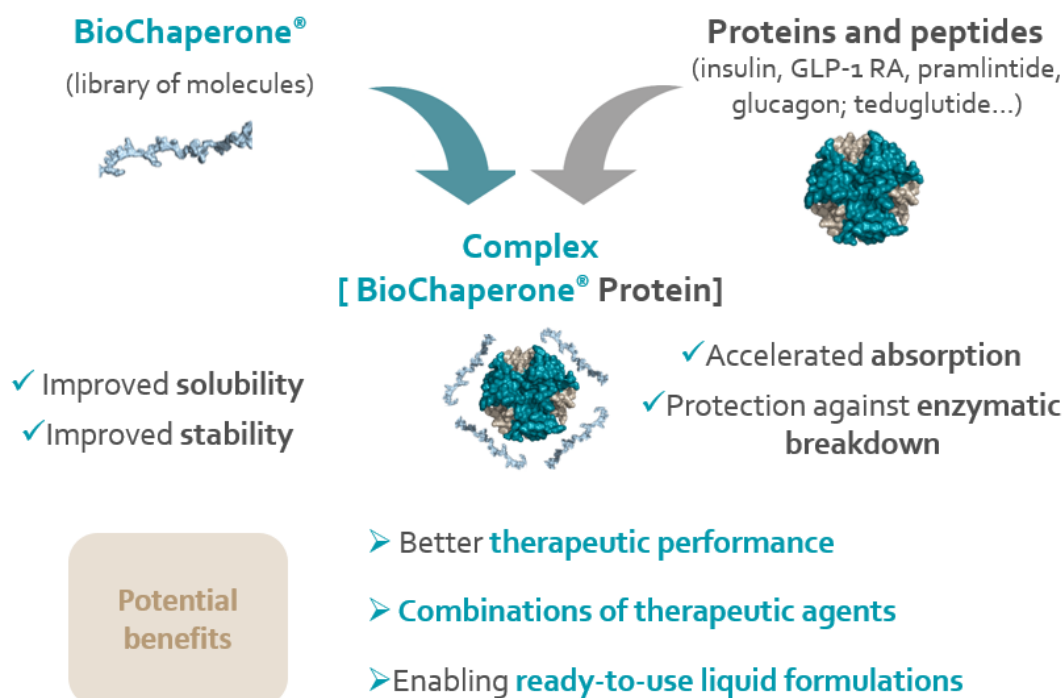 BioChaperone®
(library of molecules)
Proteins and peptides
(insulin, GLP-1 RA, pramlintide,
glucagon; teduglutide...)
Complex
[ BioChaperone® Protein]
✓ Improved solubility
✓Improved stability
✓Accelerated absorption
✓Protection against enzymatic
breakdown
Potential
benefits
➢ Better therapeutic performance
➢ Combinations of therapeutic agents
➢Enabling ready-to-use liquid formulations